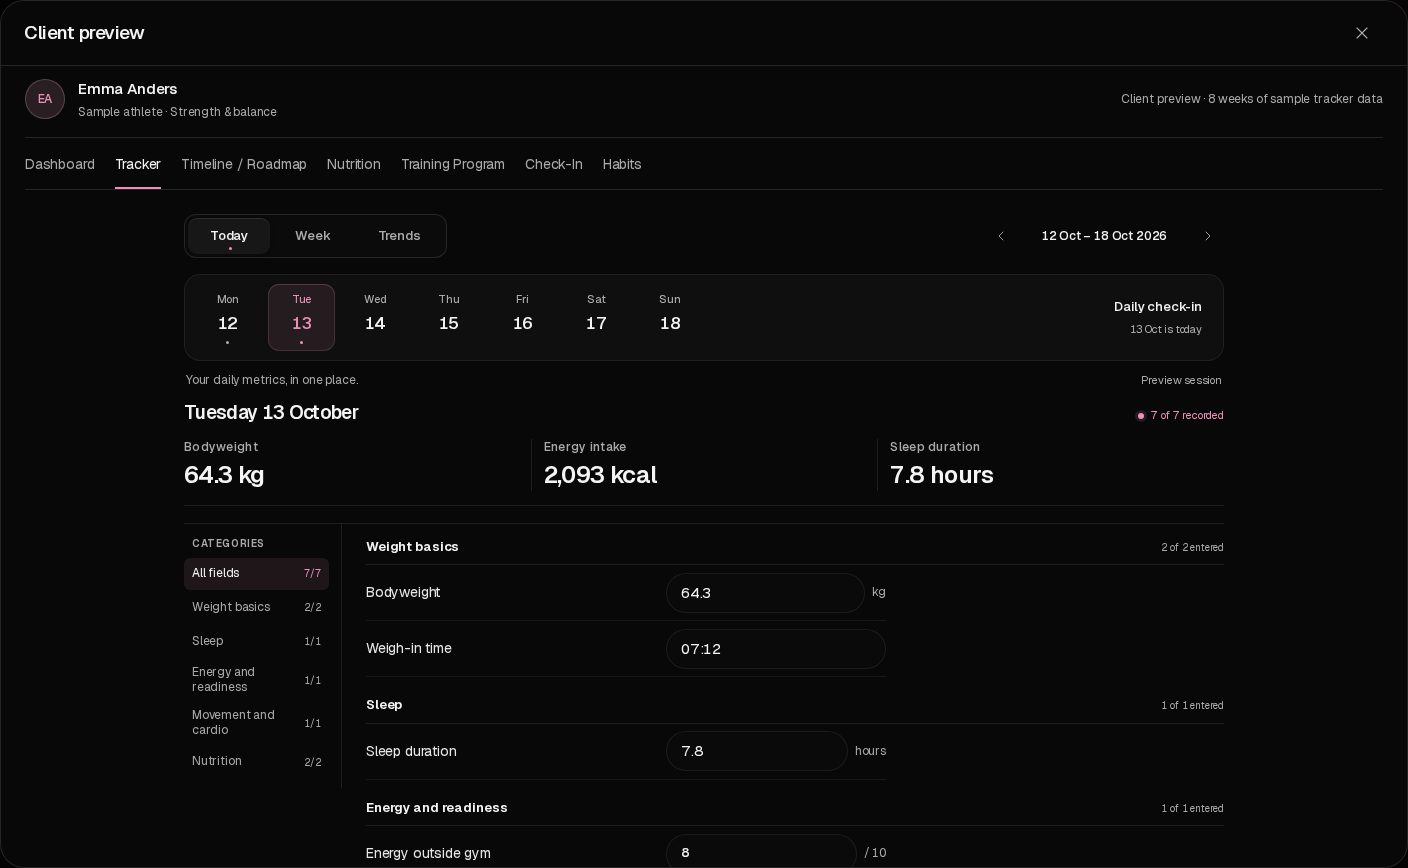 Client preview
EA
Emma Anders
Sample athlete · Strength & balance
Client preview · 8 weeks of sample tracker data
Dashboard
Tracker
Timeline / Roadmap
Nutrition
Training Program
Check-In
Habits
Today
Week
Trends
12 Oct – 18 Oct 2026
Mon
12
Tue
13
Wed
14
Thu
15
Fri
16
Sat
17
Sun
18
Daily check-in
13 Oct is today
Your daily metrics, in one place.
Preview session
Tuesday 13 October
7 of 7 recorded
Bodyweight
64.3 kg
Energy intake
2,093 kcal
Sleep duration
7.8 hours
CATEGORIES
All fields 7/7
Weight basics 2/2
Sleep 1/1
Energy and
readiness 1/1
Movement and
cardio 1/1
Nutrition 2/2
Weight basics
2 of 2 entered
Bodyweight
64.3 kg
Weigh-in time
07:12
Sleep
1 of 1 entered
Sleep duration
7.8 hours
Energy and readiness
1 of 1 entered
Energy outside gym
8 / 10